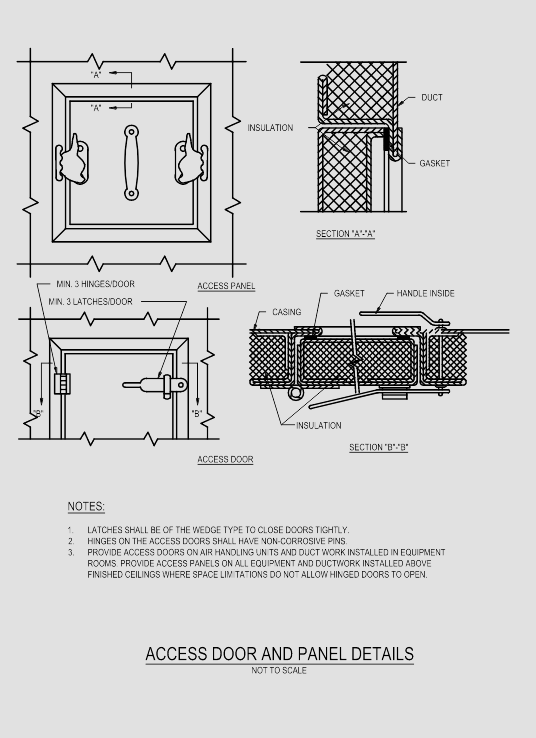 "A"
"A"
DUCT
INSULATION
GASKET
SECTION "A"-"A"
ACCESS PANEL
MIN. 3 HINGES/DOOR
MIN. 3 LATCHES/DOOR
GASKET
HANDLE INSIDE
CASING
"B"
"B"
INSULATION
SECTION "B"-"B"
ACCESS DOOR
NOTES:
1. LATCHES SHALL BE OF THE WEDGE TYPE TO CLOSE DOORS TIGHTLY.
2. HINGES ON THE ACCESS DOORS SHALL HAVE NON-CORROSIVE PINS.
3. PROVIDE ACCESS DOORS ON AIR HANDLING UNITS AND DUCT WORK INSTALLED IN EQUIPMENT
ROOMS. PROVIDE ACCESS PANELS ON ALL EQUIPMENT AND DUCTWORK INSTALLED ABOVE
FINISHED CEILINGS WHERE SPACE LIMITATIONS DO NOT ALLOW HINGED DOORS TO OPEN.
ACCESS DOOR AND PANEL DETAILS
NOT TO SCALE